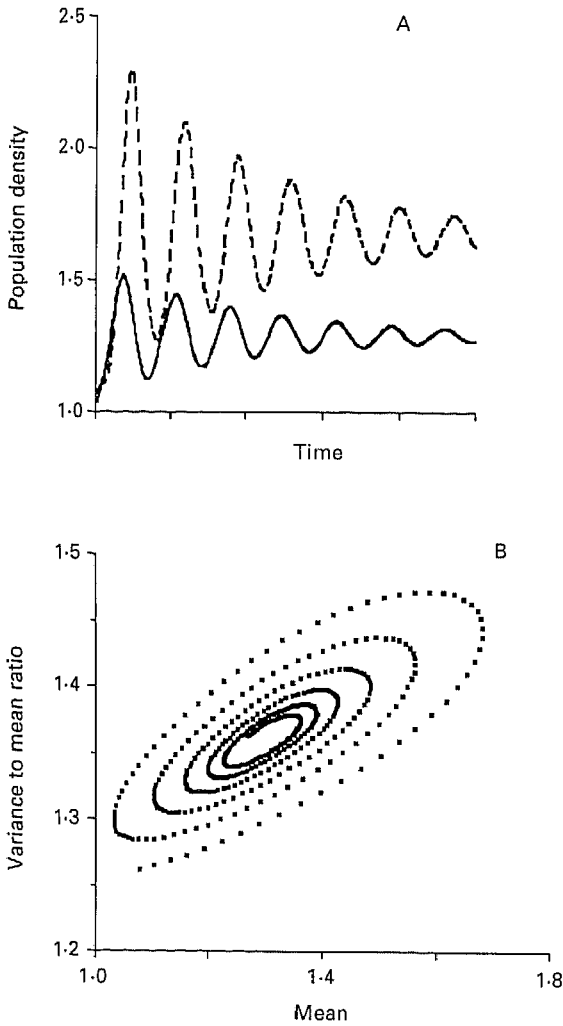 A
2·5
2·0
1·5
1·0
Population density
Time
B
1·5
1·4
1·3
1·2
Variance to mean ratio
1·0
1·4
1·8
Mean